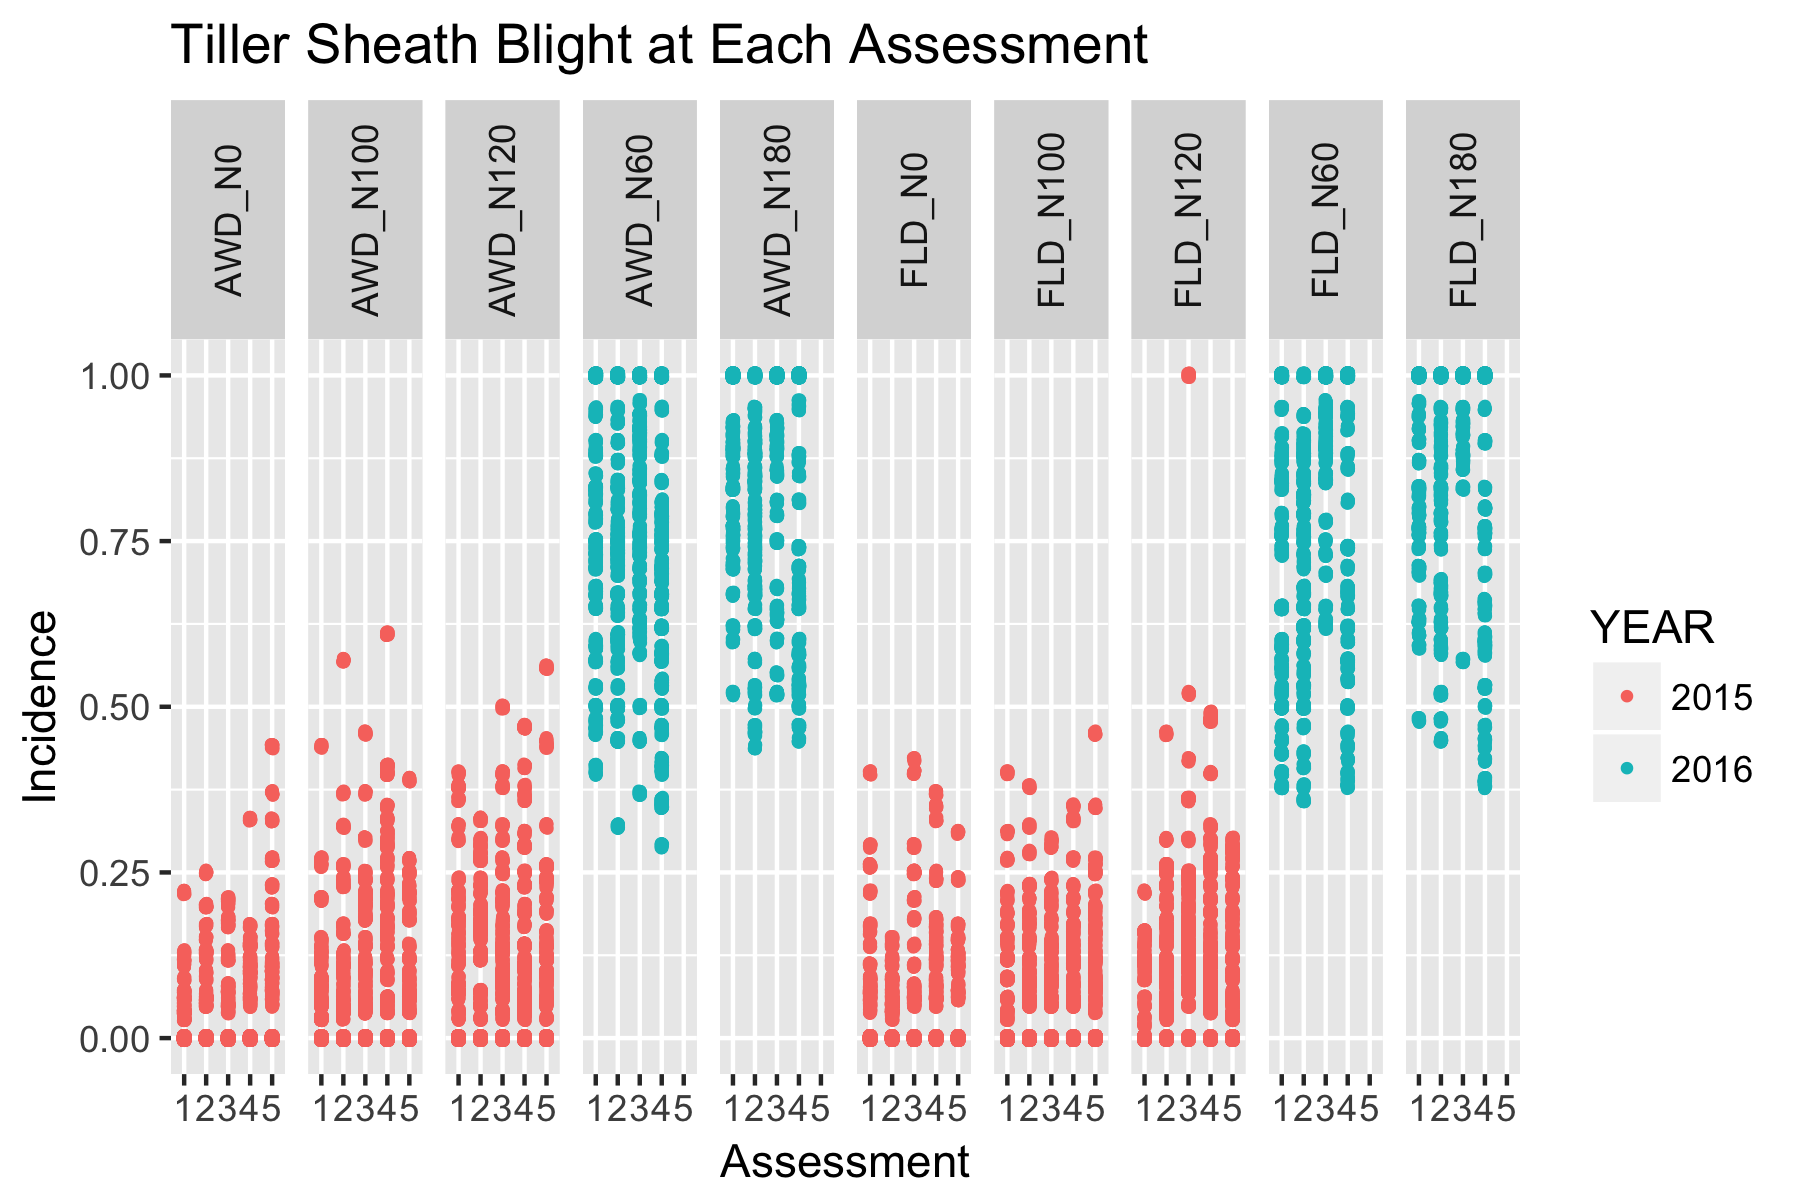 Tiller Sheath Blight at Each Assessment
AWD_N0
AWD_N100
AWD_N120
AWD_N60
AWD_N180
FLD_N0
FLD_N100
FLD_N120
FLD_N60
FLD_N180
1.00
0.75
0.50
0.25
0.00
Incidence
12345 12345 12345 12345 12345 12345 12345 12345 12345 12345
Assessment
YEAR
2015
2016